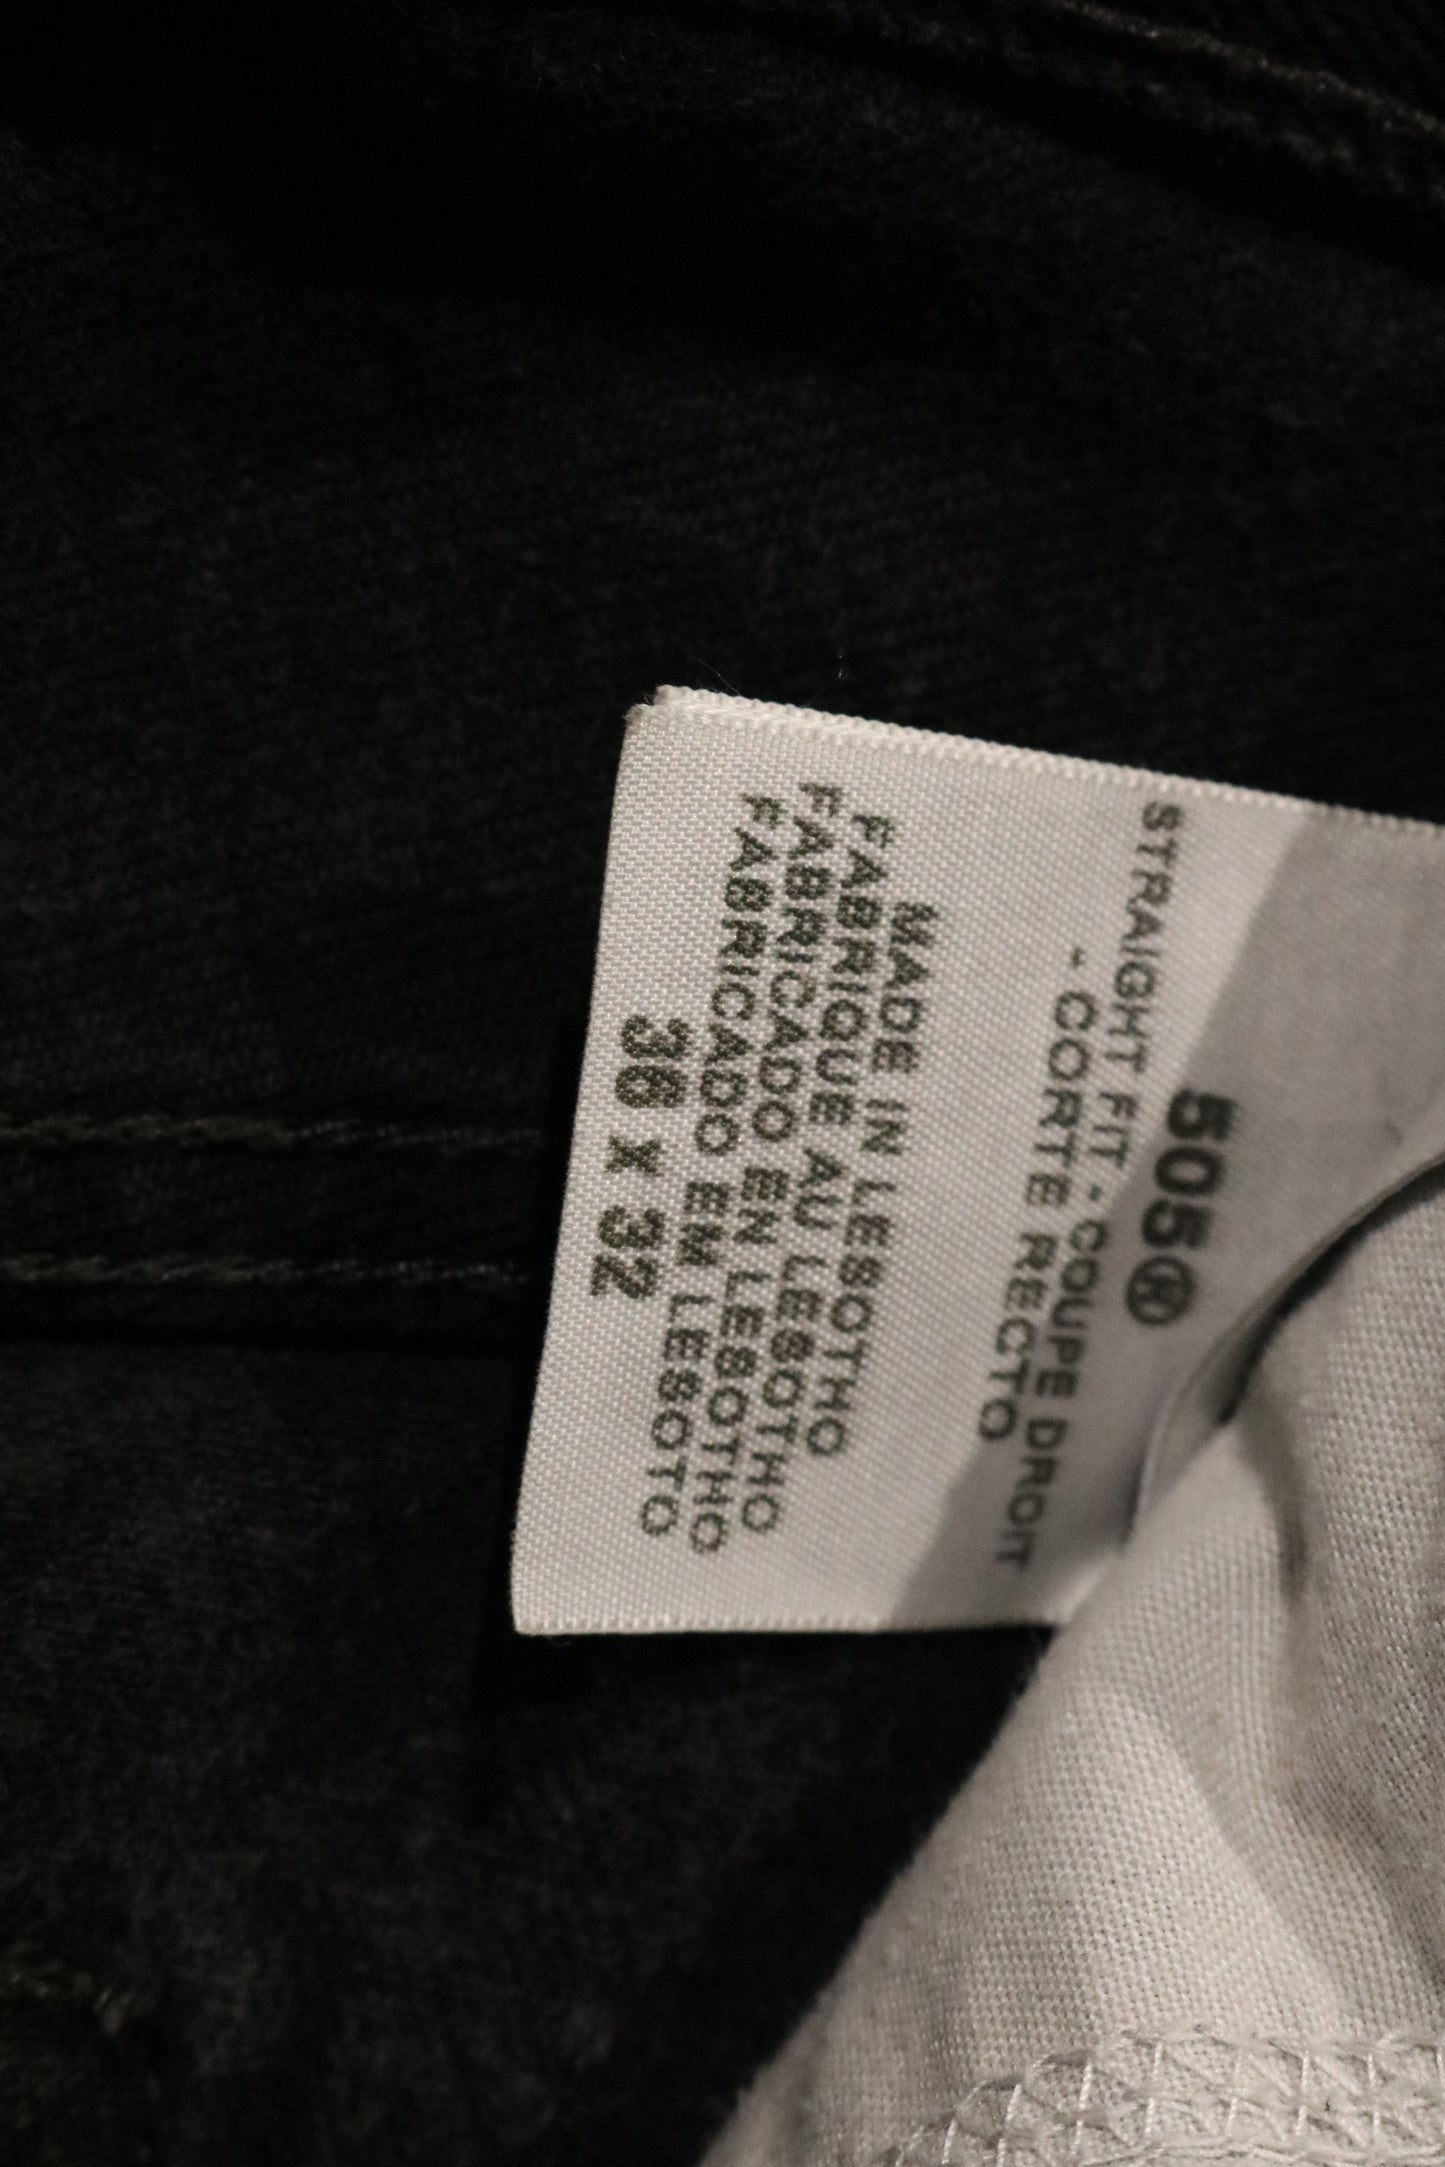 505®
STRAIGHT FIT - COUPE DROIT
- CORTE RECTO
MADE IN LESOTHO
FABRIQUE AU LESOTHO
FABRICADO EN LESOTHO
FABRICADO EM LESOTO
36 x 32